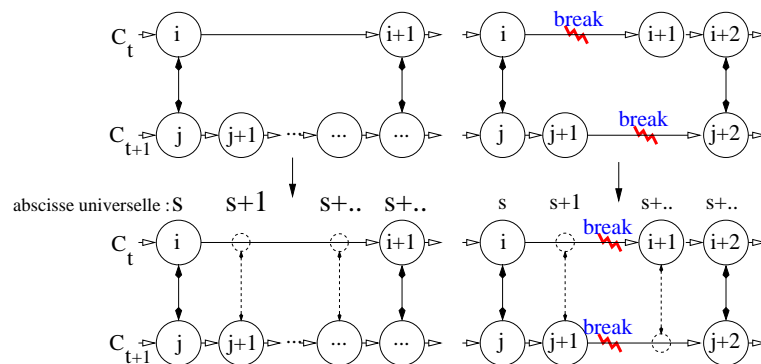 break
C t i i+1 i i+1 i+2
break
C t+1 j j+1 ... ... ... j j+1 j+2
abscisse universelle : s s+1 s+.. s+.. s s+1 s+.. s+..
C t i i+1 i break i+1 i+2
C t+1 j j+1 ... ... ... j j+1 break j+2